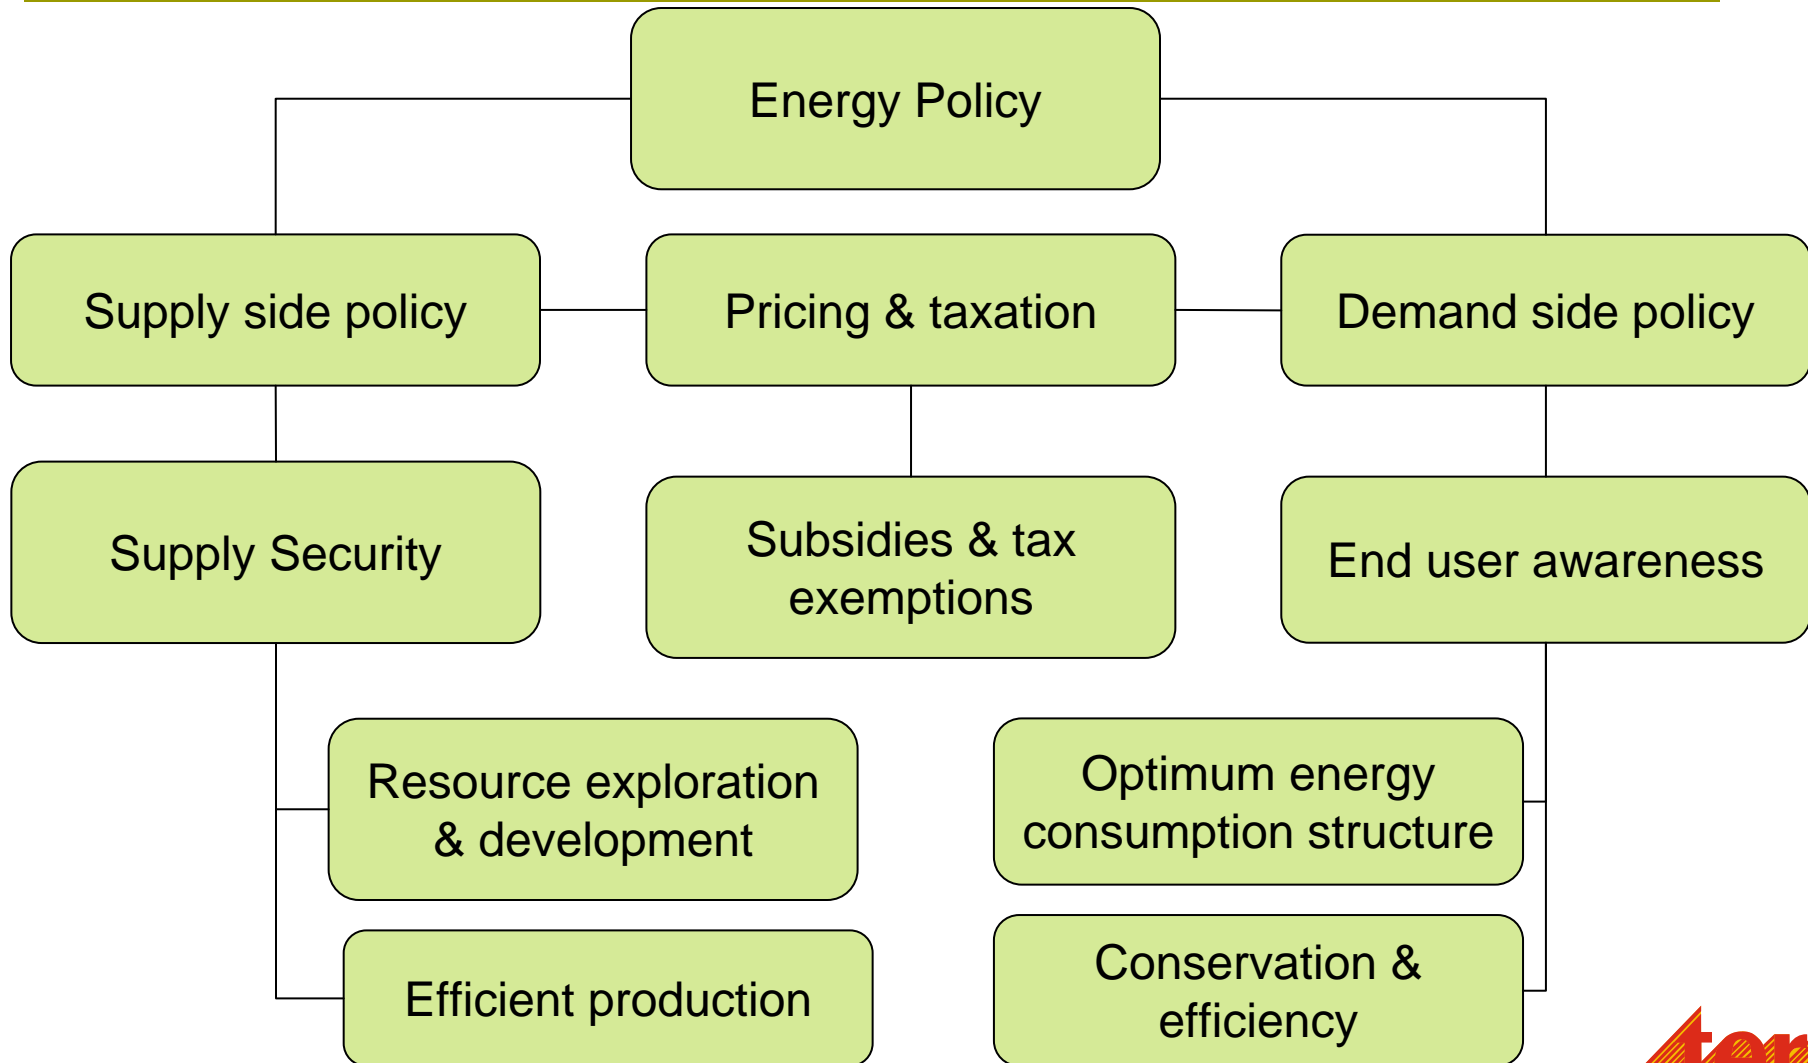 Energy Policy
Supply side policy
Pricing & taxation
Demand side policy
Supply Security
Subsidies & tax
exemptions
End user awareness
Resource exploration
& development
Optimum energy
consumption structure
Efficient production
Conservation &
efficiency